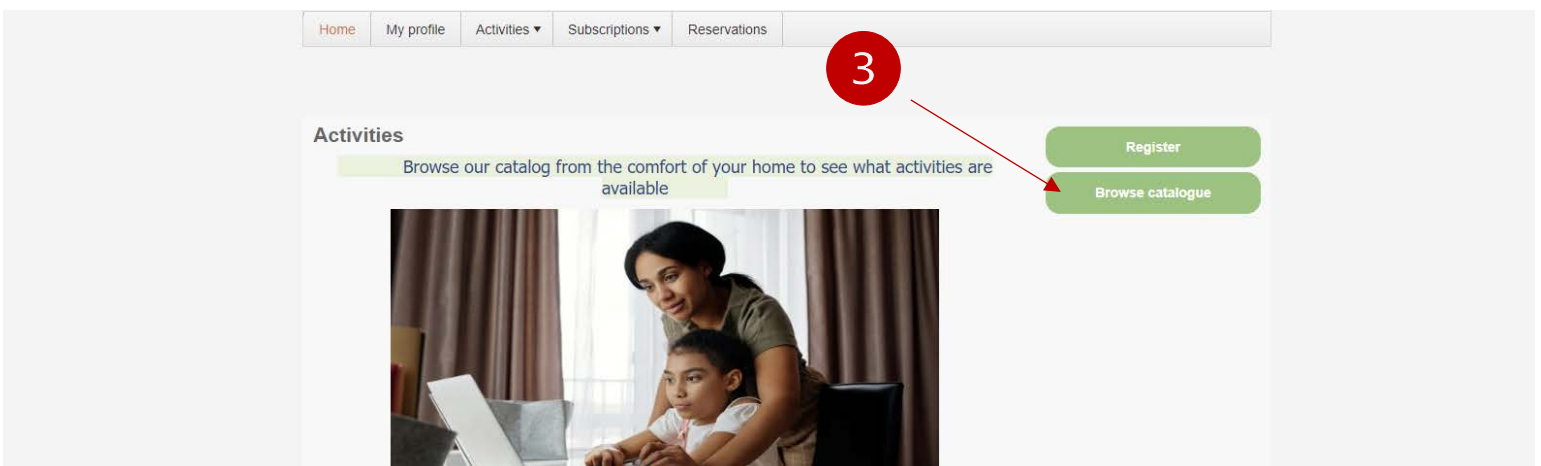 Home My profile Activities ▼ Subscriptions ▼ Reservations
3
Activities
Register
Browse our catalog from the comfort of your home to see what activities are
available
Browse catalogue